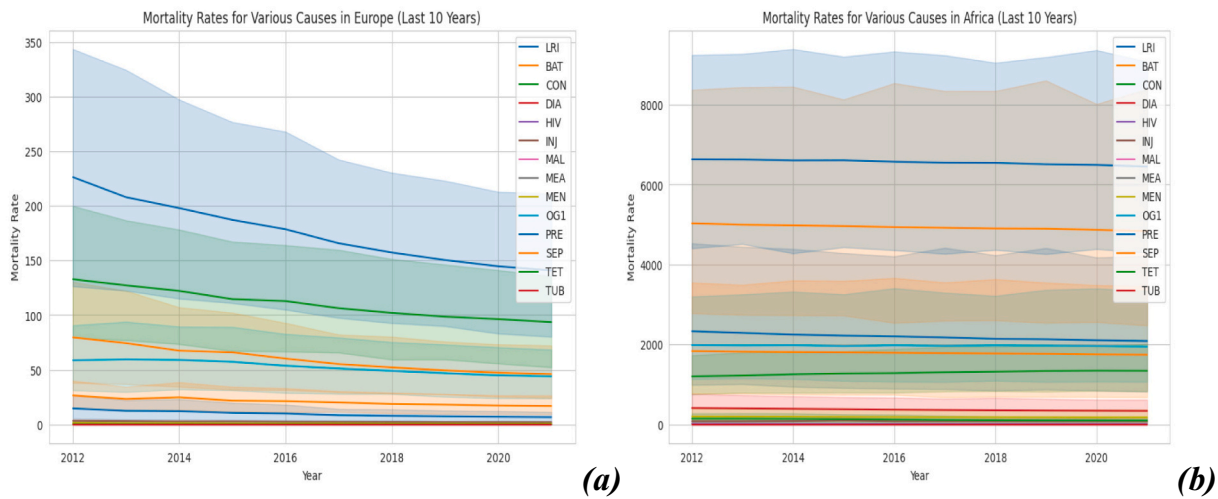 Mortality Rates for Various Causes in Europe (Last 10 Years)
Mortality Rate
350
300
250
200
150
100
50
0
LRI
BAT
CON
DIA
HIV
INJ
MAL
MEA
MEN
OG1
PRE
SEP
TET
TUB
2012 2014 2016 2018 2020
Year
(a)
Mortality Rates for Various Causes in Africa (Last 10 Years)
Mortality Rate
8000
6000
4000
2000
0
LRI
BAT
CON
DIA
HIV
INJ
MAL
MEA
MEN
OG1
PRE
SEP
TET
TUB
2012 2014 2016 2018 2020
Year
(b)